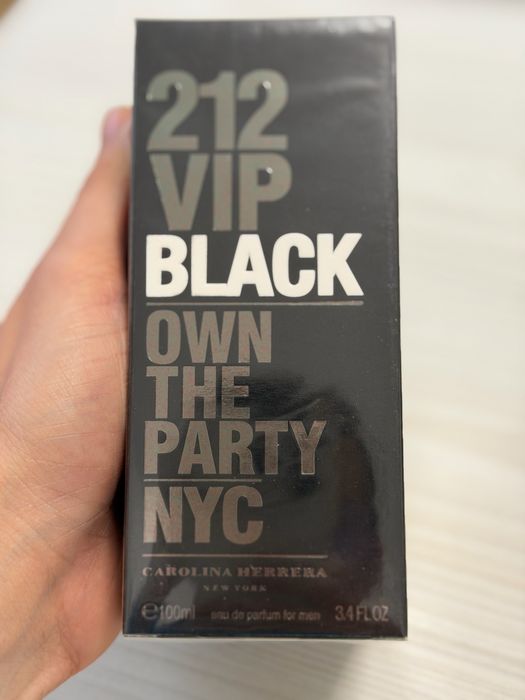 212
VIP
BLACK
OWN
THE
PARTY
NYC
CAROLINA HERRERA
NEW YORK
℮100ml eau de parfum for men 3.4 FL OZ